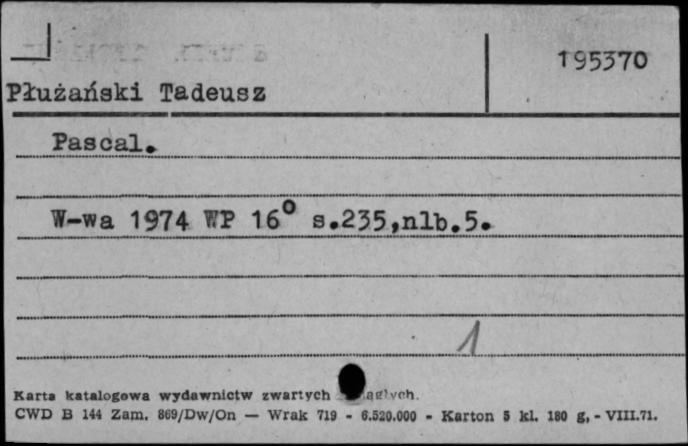 195370
Płużański Tadeusz
Pascal.
W-wa 1974 WP 16° s.235,nlb.5.
1
Karta katalogowa wydawnictw zwartych
CWD B 144 Zam. 869/Dw/On — Wrak 719 - 6.520.000 - Karton 5 kl. 180 g, - VIII.71.